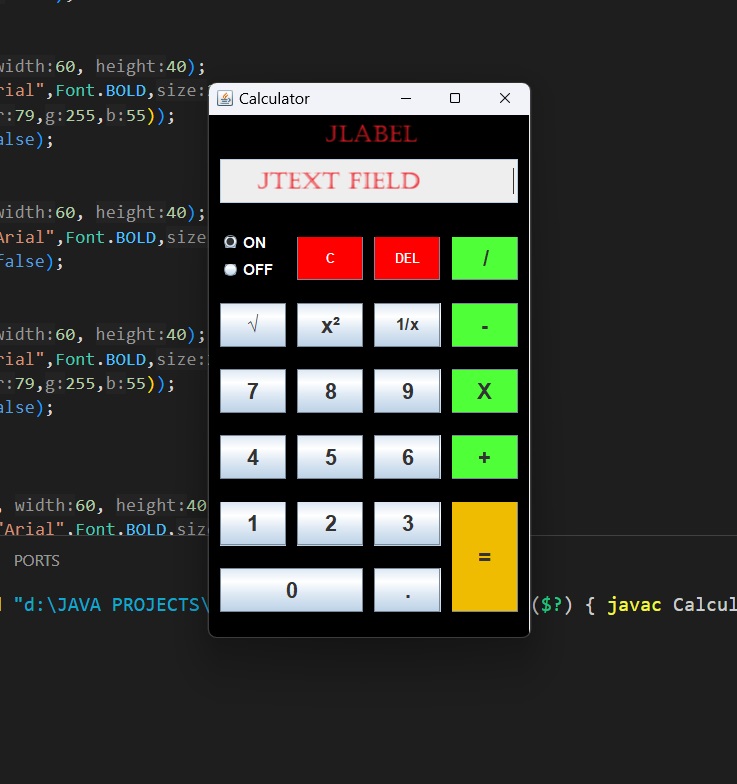 width:60, height:40);
rial",Font.BOLD,size:
r:79,g:255,b:55));
alse);
width:60, height:40);
Arial",Font.BOLD,size
False);
width:60, height:40);
rial",Font.BOLD,size:
r:79,g:255,b:55));
alse);
, width:60, height:40
"Arial",Font.BOLD,siz
PORTS
"d:\JAVA PROJECTS\
($?) { javac Calcul
Calculator
JLABEL
JTEXT FIELD
ON
OFF
C DEL /
√ x² 1/x -
7 8 9 X
4 5 6 +
1 2 3
=
0 .